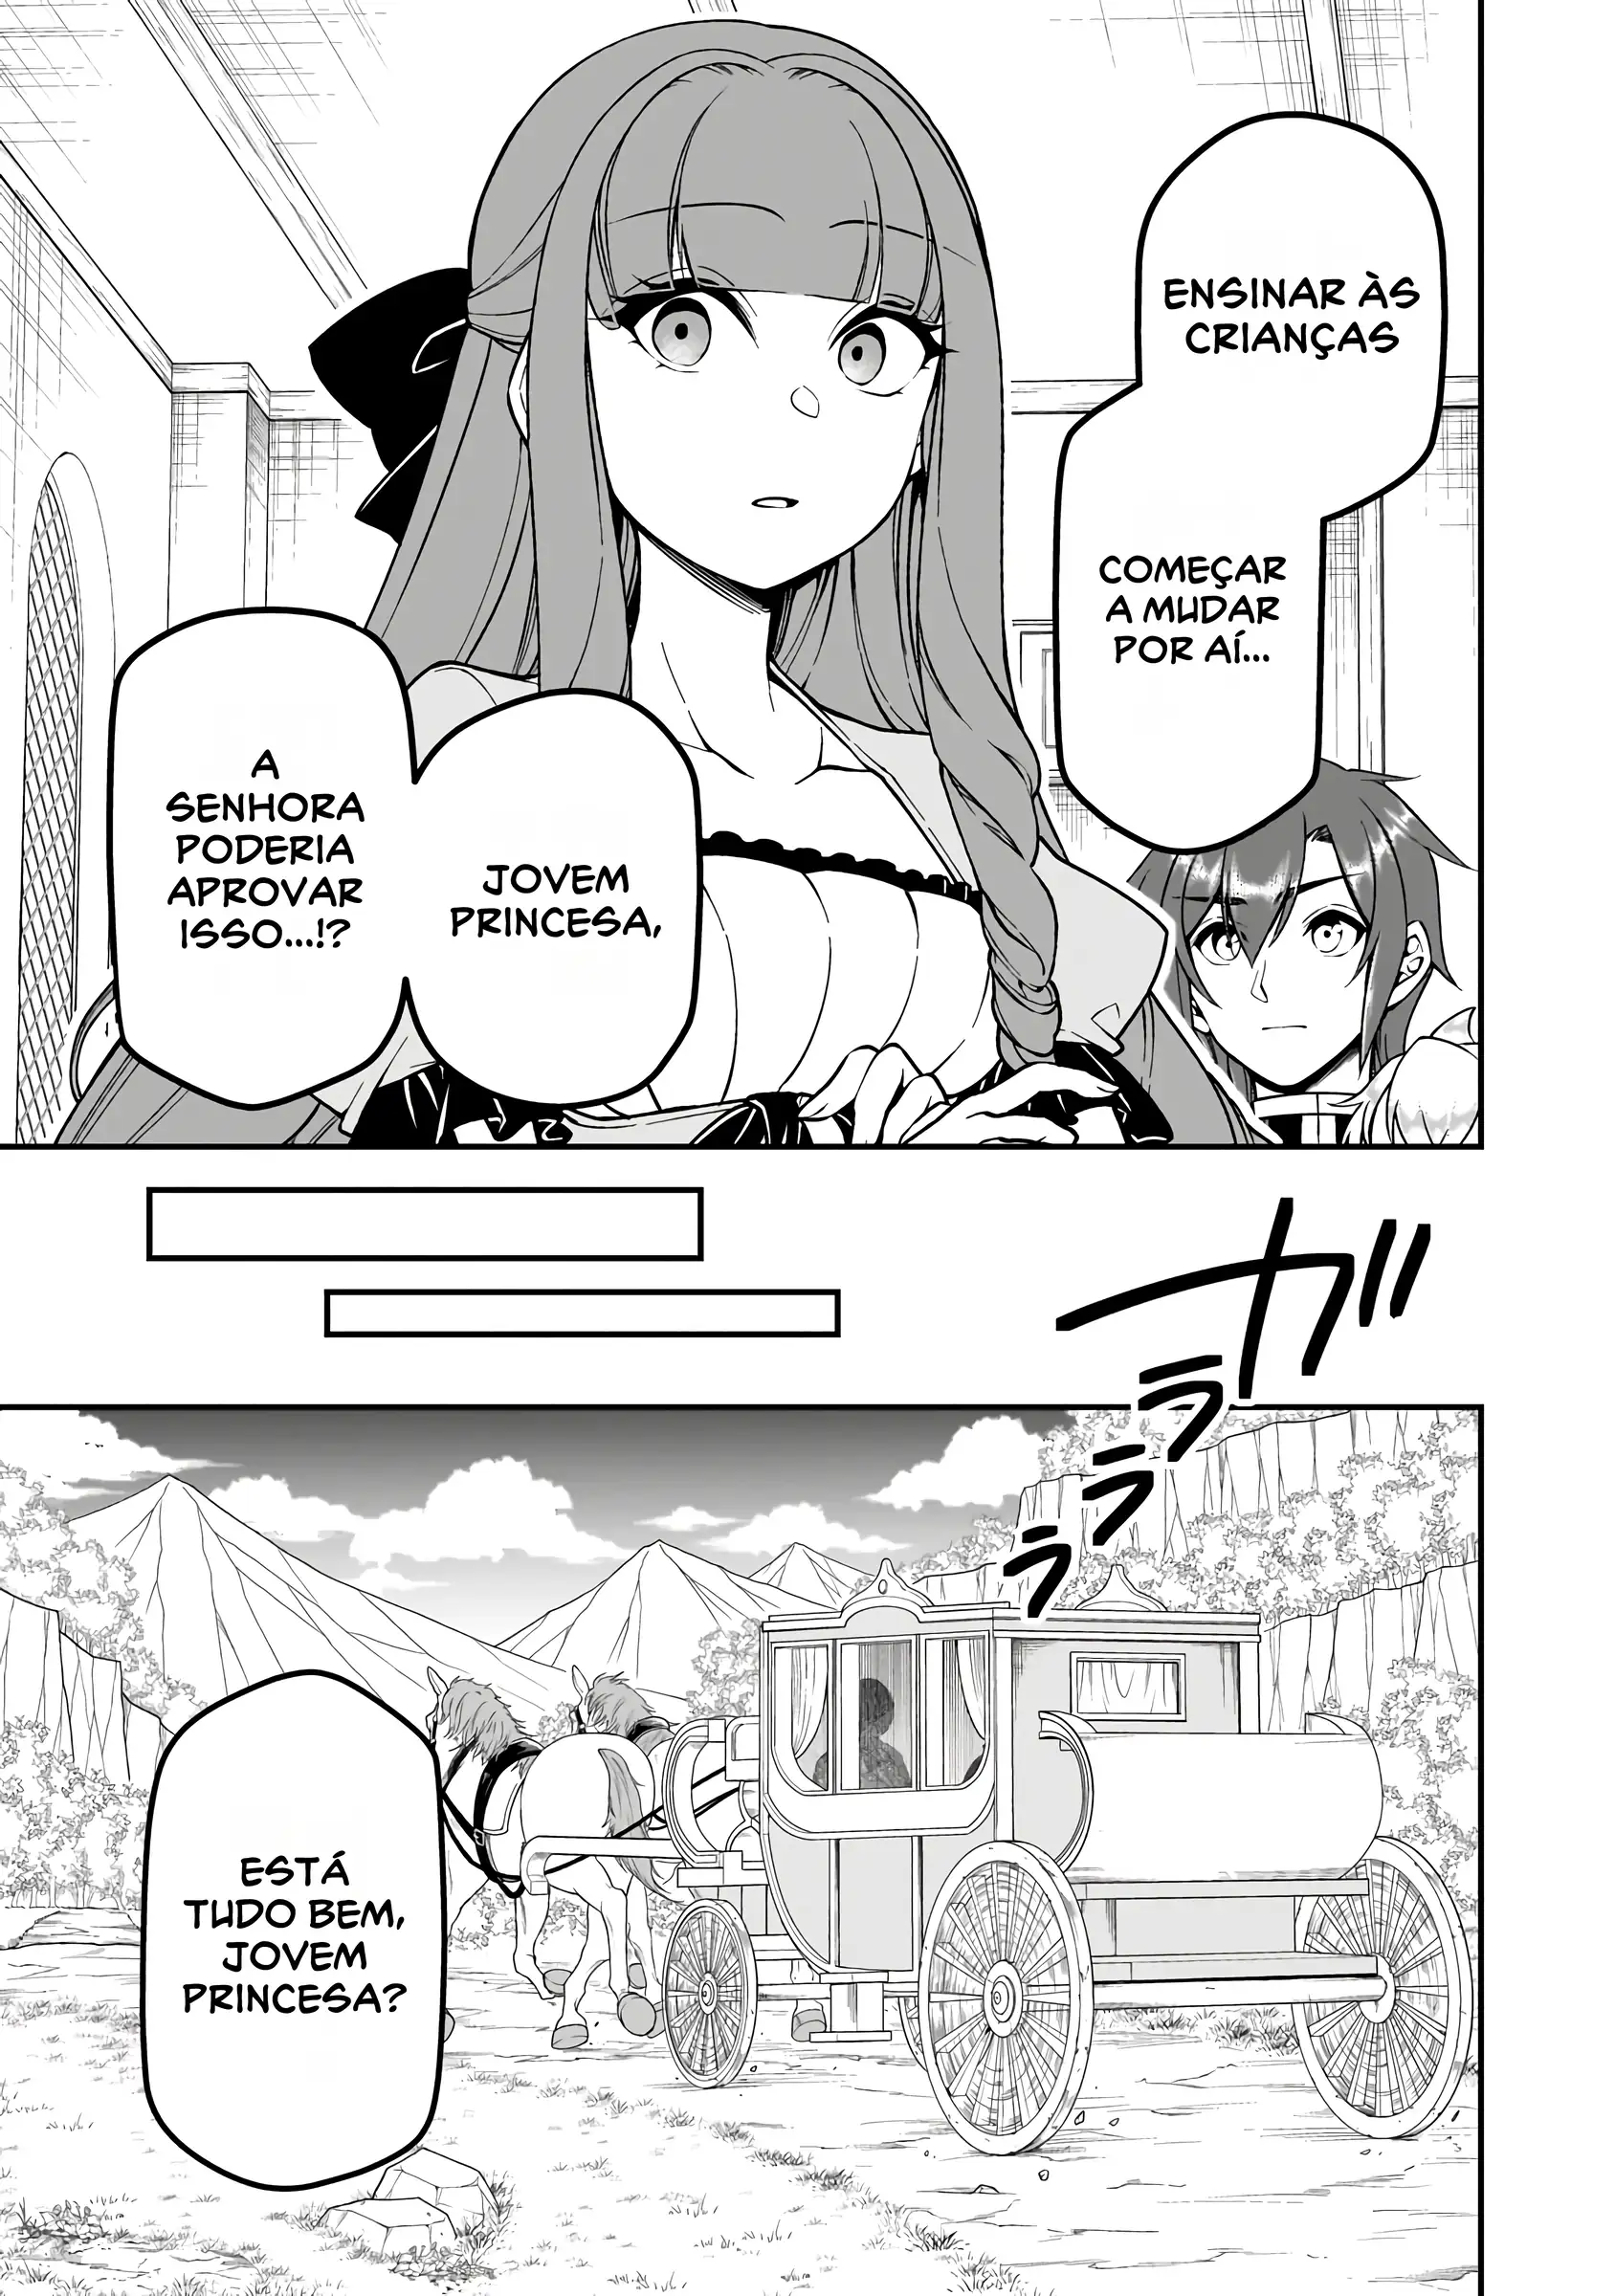 ENSINAR ÀS
CRIANÇAS
COMEÇAR
A MUDAR
POR AÍ...
JOVEM
PRINCESA,
A
SENHORA
PODERIA
APROVAR
ISSO...!?
ガ
ラ
ラ
ラ
ESTÁ
TUDO BEM,
JOVEM
PRINCESA?